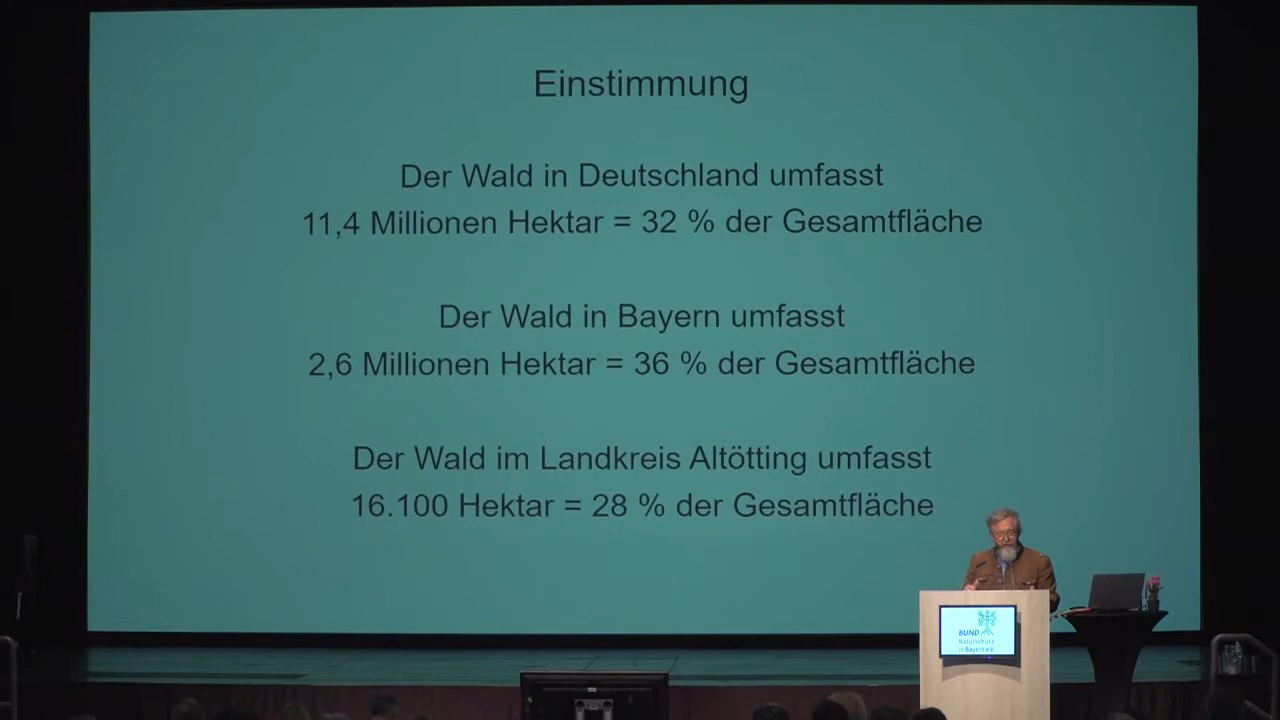 Einstimmung
Der Wald in Deutschland umfasst
11,4 Millionen Hektar = 32 % der Gesamtfläche
Der Wald in Bayern umfasst
2,6 Millionen Hektar = 36 % der Gesamtfläche
Der Wald im Landkreis Altötting umfasst
16.100 Hektar = 28 % der Gesamtfläche
BUND
Naturschutz
in Bayern e.V.